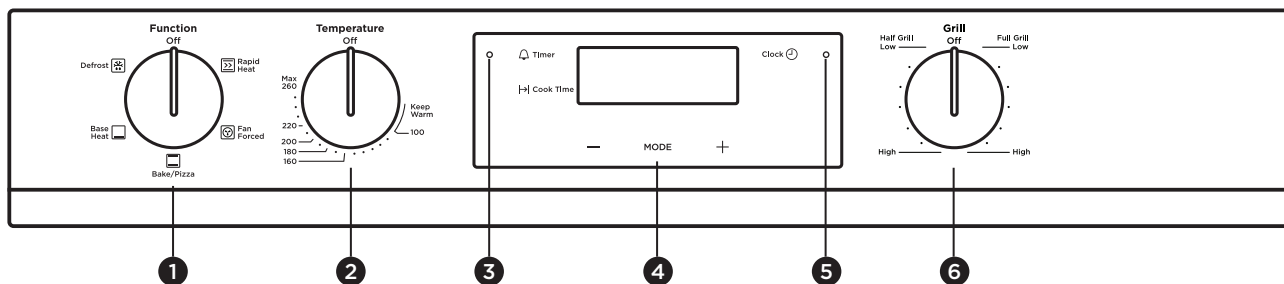 Function
Off
Defrost
Rapid
Heat
Base
Heat
Fan
Forced
Bake/Pizza
Temperature
Off
Max
260
Keep
Warm
220
100
200
180
160
TImer
Clock
Cook TIme
MODE
Grill
Off
Half Grill
Low
Full Grill
Low
High
High
1
2
3
4
5
6